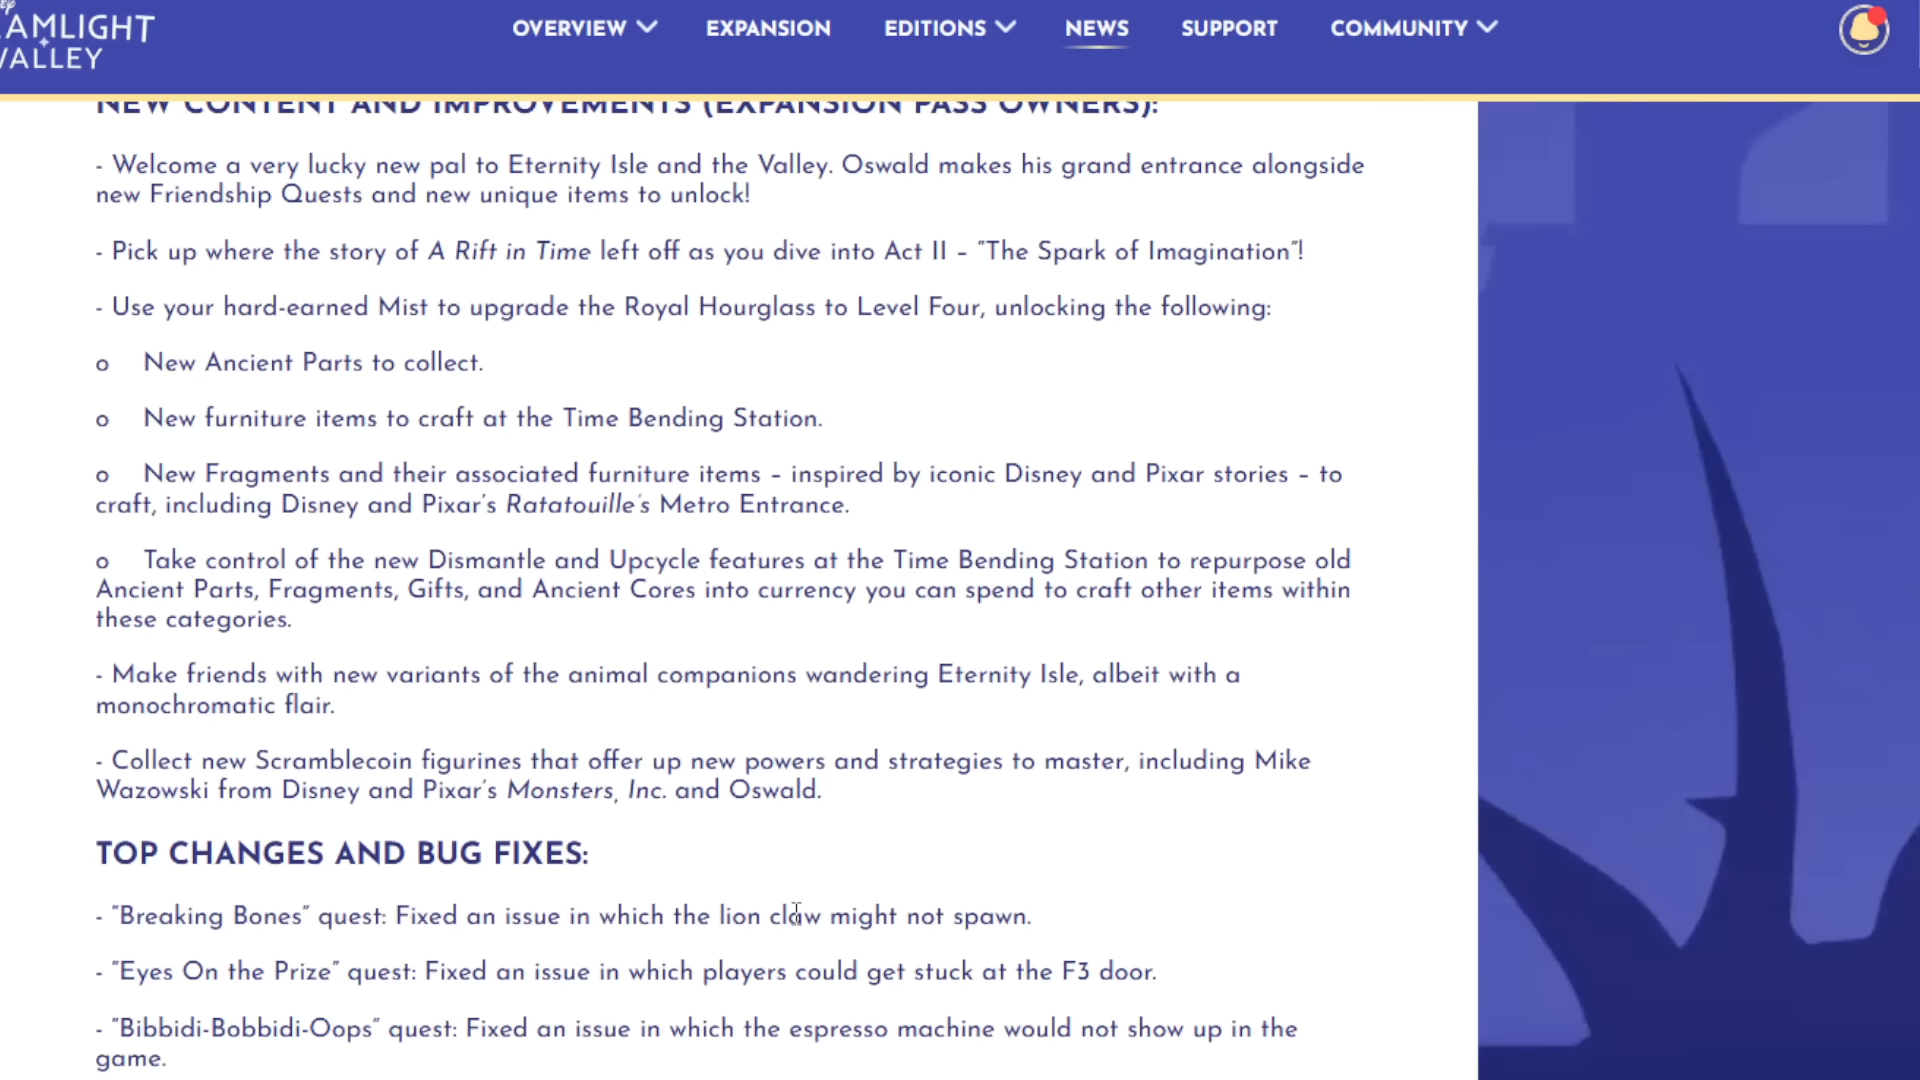 AMLIGHT
VALLEY
OVERVIEW
EXPANSION
EDITIONS
NEWS
SUPPORT
COMMUNITY
NEW CONTENT AND IMPROVEMENTS (EXPANSION PASS OWNERS):
- Welcome a very lucky new pal to Eternity Isle and the Valley. Oswald makes his grand entrance alongside
new Friendship Quests and new unique items to unlock!
- Pick up where the story of A Rift in Time left off as you dive into Act II – “The Spark of Imagination”!
- Use your hard-earned Mist to upgrade the Royal Hourglass to Level Four, unlocking the following:
o New Ancient Parts to collect.
o New furniture items to craft at the Time Bending Station.
o New Fragments and their associated furniture items – inspired by iconic Disney and Pixar stories – to
craft, including Disney and Pixar’s Ratatouille’s Metro Entrance.
o Take control of the new Dismantle and Upcycle features at the Time Bending Station to repurpose old
Ancient Parts, Fragments, Gifts, and Ancient Cores into currency you can spend to craft other items within
these categories.
- Make friends with new variants of the animal companions wandering Eternity Isle, albeit with a
monochromatic flair.
- Collect new Scramblecoin figurines that offer up new powers and strategies to master, including Mike
Wazowski from Disney and Pixar’s Monsters, Inc. and Oswald.
TOP CHANGES AND BUG FIXES:
- “Breaking Bones” quest: Fixed an issue in which the lion claw might not spawn.
- “Eyes On the Prize” quest: Fixed an issue in which players could get stuck at the F3 door.
- “Bibbidi-Bobbidi-Oops” quest: Fixed an issue in which the espresso machine would not show up in the
game.